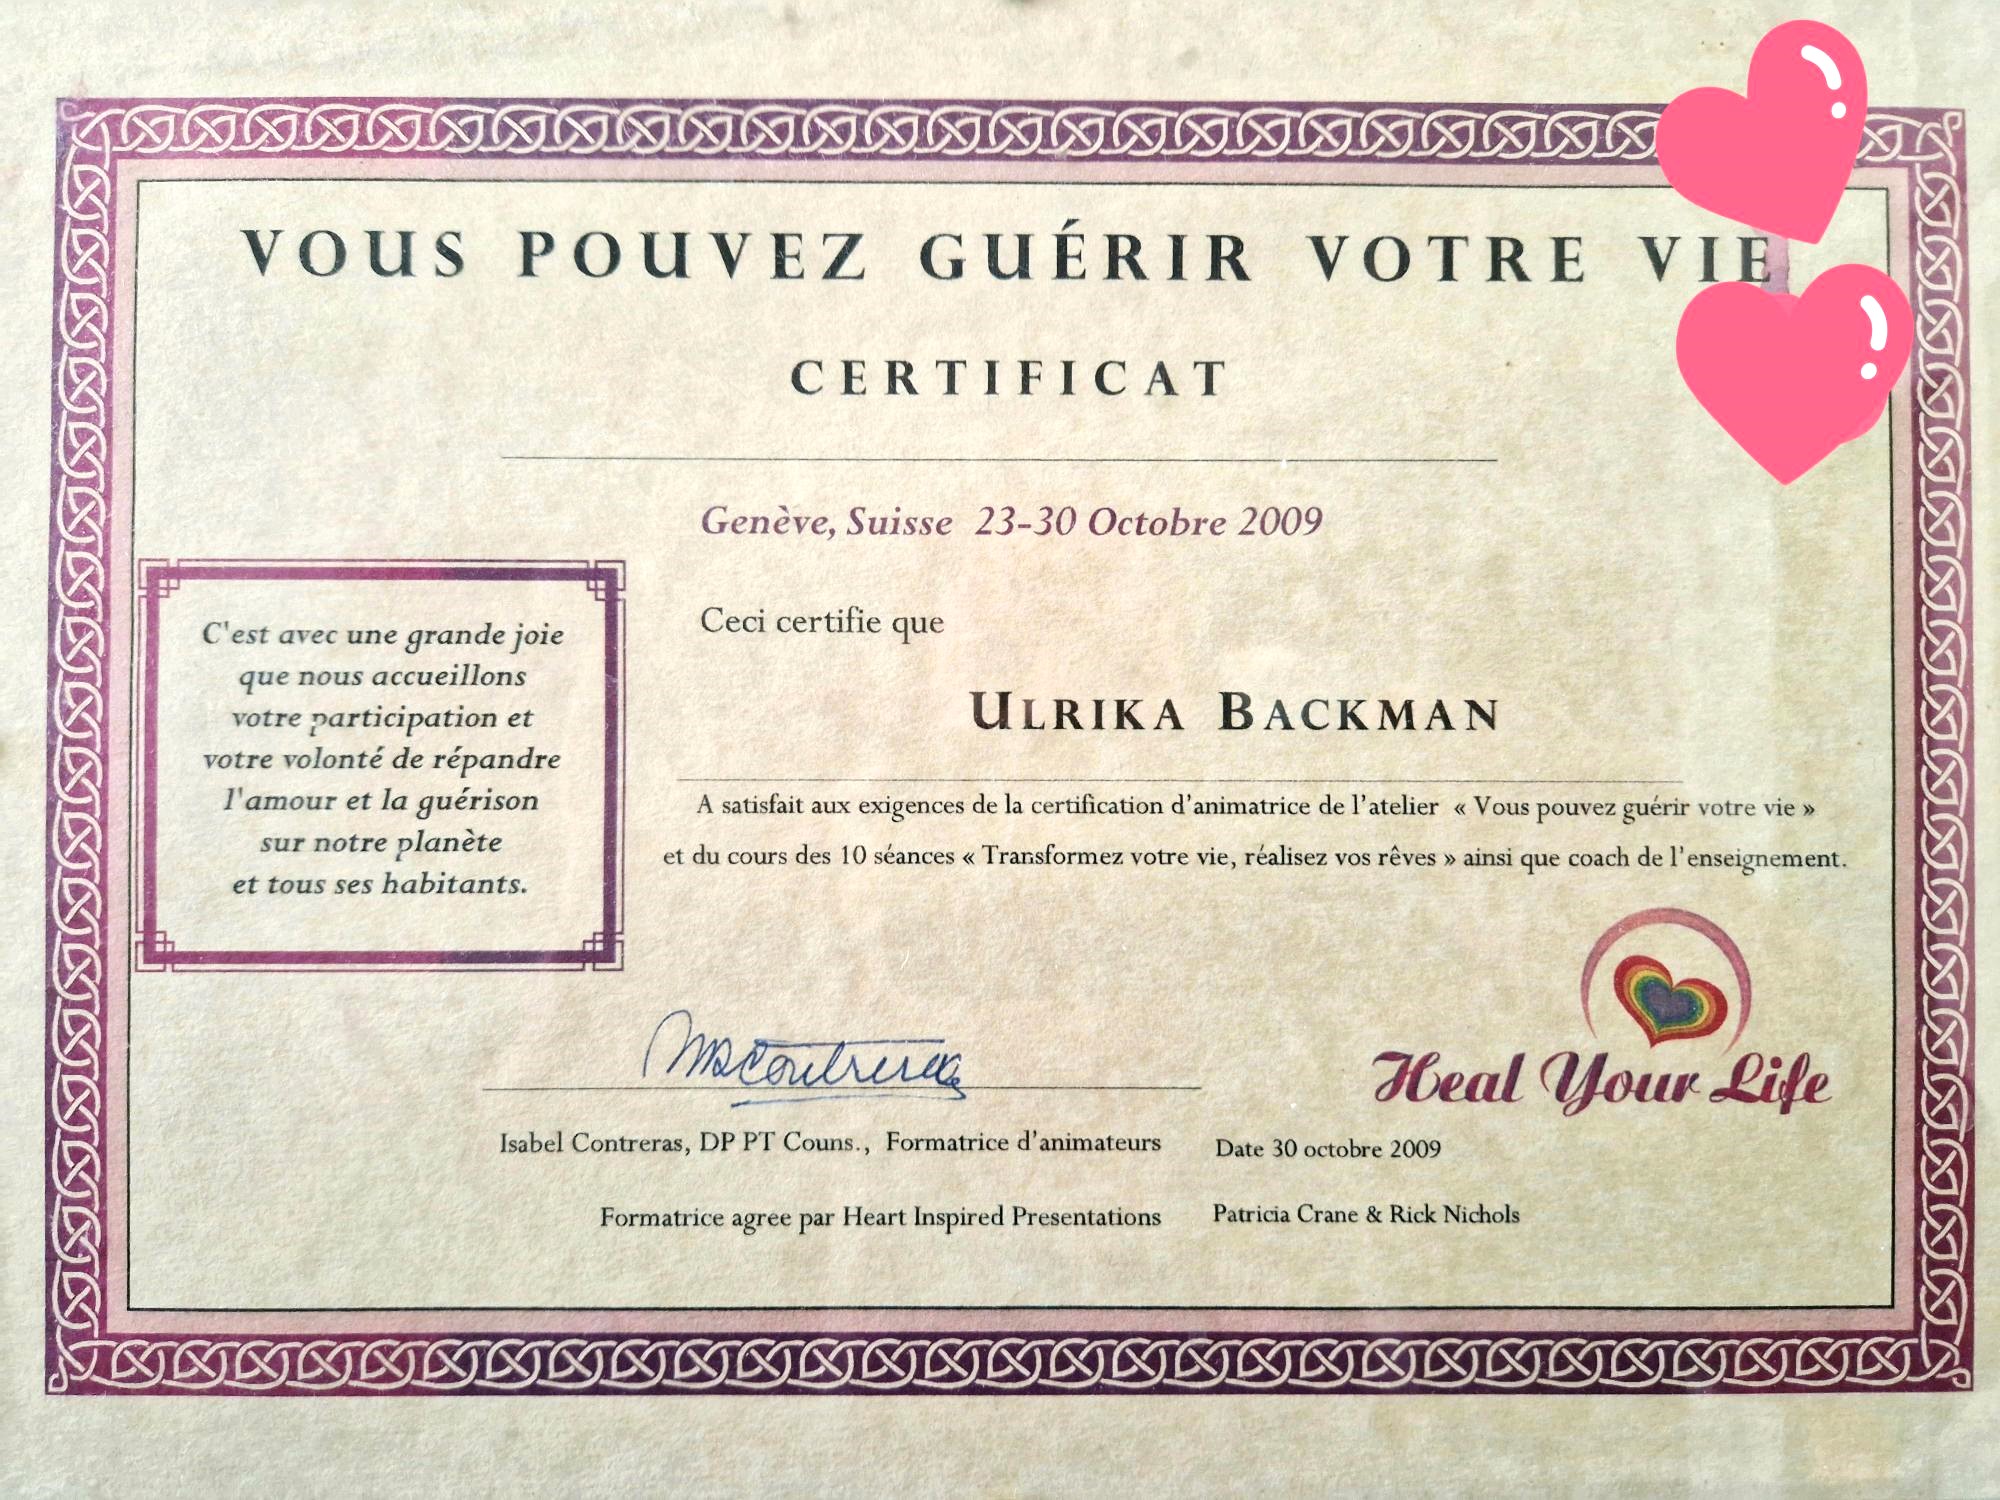 VOUS POUVEZ GUÉRIR VOTRE VIE
CERTIFICAT
Genève, Suisse 23-30 Octobre 2009
C'est avec une grande joie
que nous accueillons
votre participation et
votre volonté de répandre
l'amour et la guérison
sur notre planète
et tous ses habitants.
Ceci certifie que
ULRIKA BACKMAN
A satisfait aux exigences de la certification d'animatrice de l'atelier « Vous pouvez guérir votre vie »
et du cours des 10 séances « Transformez votre vie, réalisez vos rêves » ainsi que coach de l'enseignement.
Heal Your Life
Isabel Contreras, DP PT Couns., Formatrice d'animateurs
Date 30 octobre 2009
Formatrice agree par Heart Inspired Presentations
Patricia Crane & Rick Nichols